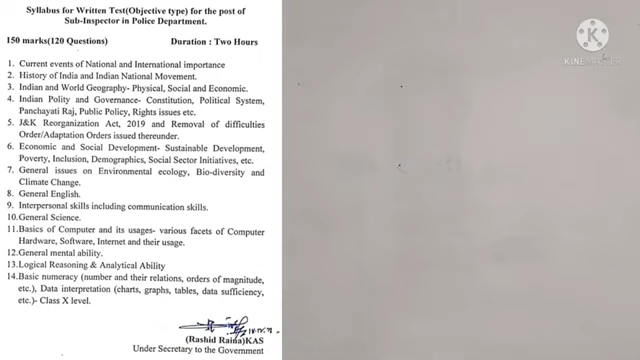 Syllabus for Written Test(Objective type) for the post of
Sub-Inspector in Police Department.
150 marks(120 Questions) Duration : Two Hours
1. Current events of National and International importance
2. History of India and Indian National Movement.
3. Indian and World Geography- Physical, Social and Economic.
4. Indian Polity and Governance- Constitution, Political System,
Panchayati Raj, Public Policy, Rights issues etc.
5. J&K Reorganization Act, 2019 and Removal of difficulties
Order/Adaptation Orders issued thereunder.
6. Economic and Social Development- Sustainable Development,
Poverty, Inclusion, Demographics, Social Sector Initiatives, etc.
7. General issues on Environmental ecology, Bio-diversity and
Climate Change.
8. General English.
9. Interpersonal skills including communication skills.
10.General Science.
11.Basics of Computer and its usages- various facets of Computer
Hardware, Software, Internet and their usage.
12.General mental ability.
13.Logical Reasoning & Analytical Ability
14.Basic numeracy (number and their relations, orders of magnitude,
etc.), Data interpretation (charts, graphs, tables, data sufficiency,
etc.)- Class X level.
(Rashid Raina)KAS
Under Secretary to the Government
KINEMASTER